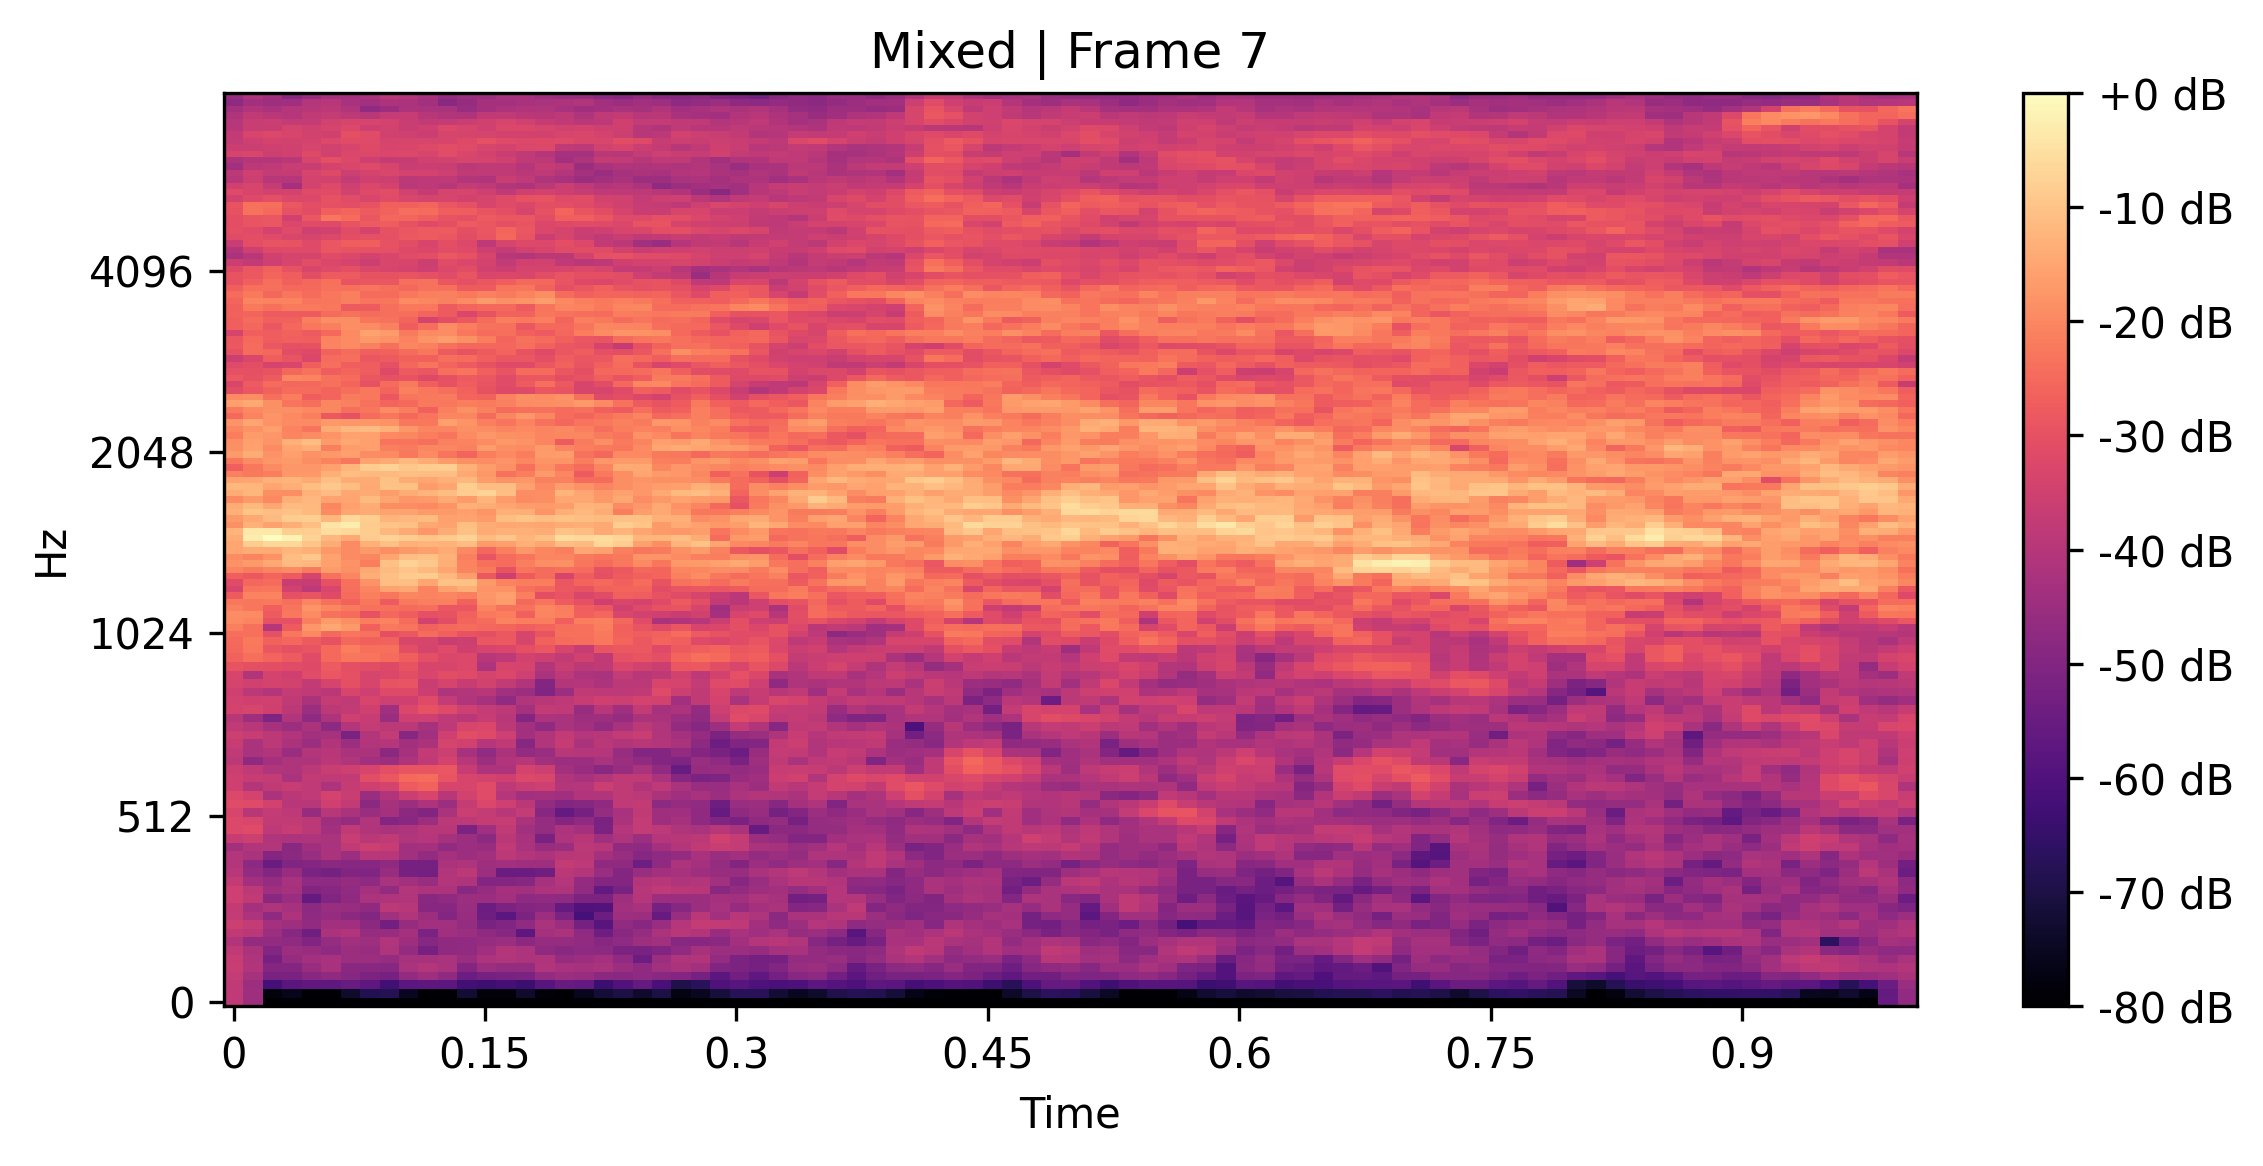 Mixed | Frame 7
+0 dB
-10 dB
-20 dB
-30 dB
-40 dB
-50 dB
-60 dB
-70 dB
-80 dB
4096
2048
1024
512
0
Hz
0 0.15 0.3 0.45 0.6 0.75 0.9
Time